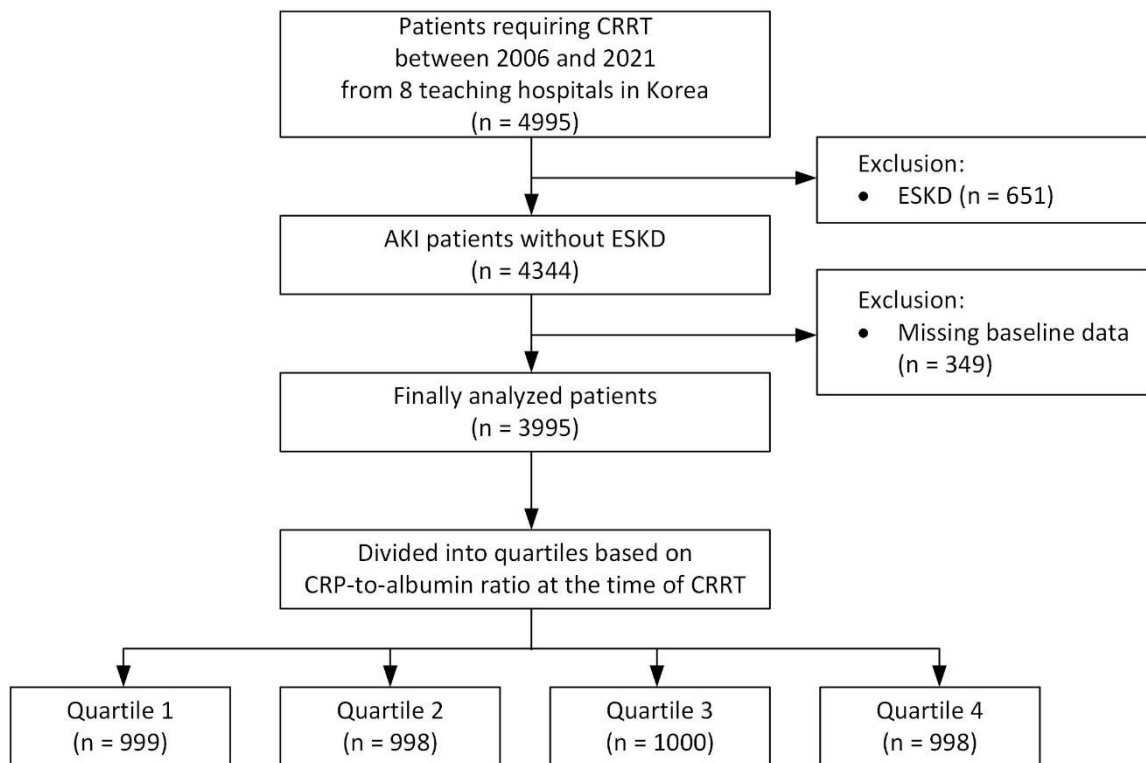 Patients requiring CRRT
between 2006 and 2021
from 8 teaching hospitals in Korea
(n = 4995)
Exclusion:
• ESKD (n = 651)
AKI patients without ESKD
(n = 4344)
Exclusion:
• Missing baseline data
(n = 349)
Finally analyzed patients
(n = 3995)
Divided into quartiles based on
CRP-to-albumin ratio at the time of CRRT
Quartile 1
(n = 999)
Quartile 2
(n = 998)
Quartile 3
(n = 1000)
Quartile 4
(n = 998)